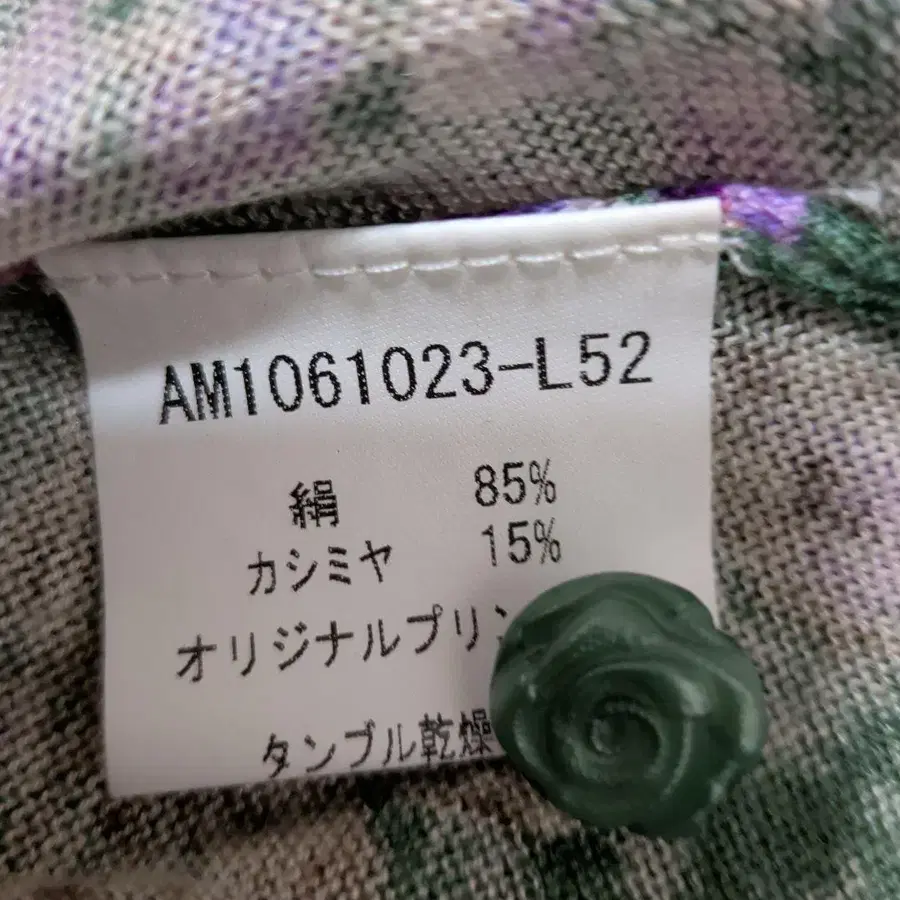 AM1061023-L52
絹 85%
カシミヤ 15%
オリジナルプリン
タンブル乾燥